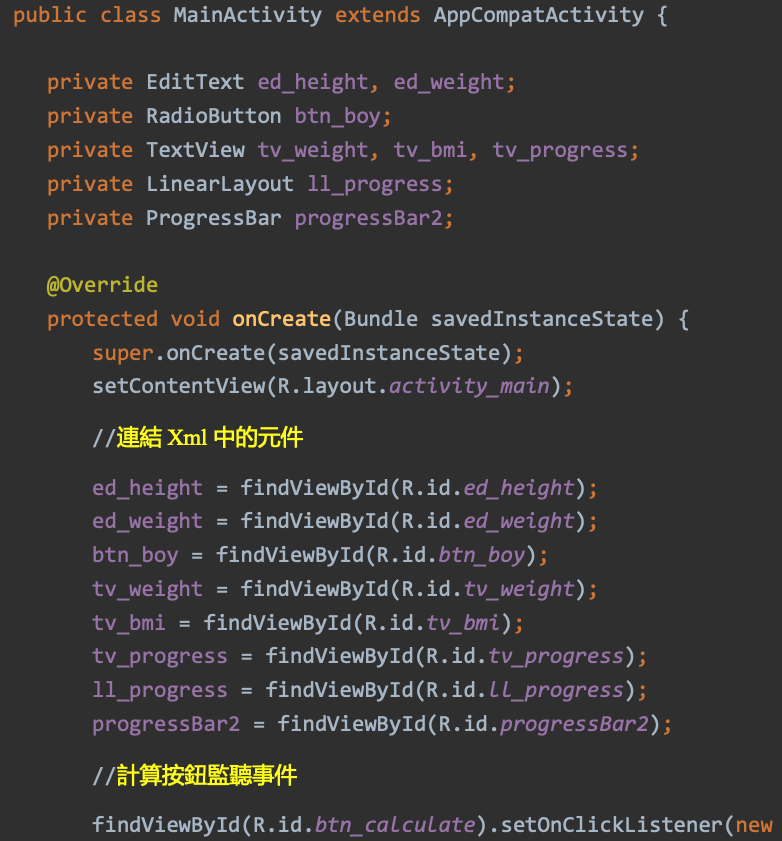 public class MainActivity extends AppCompatActivity {
private EditText ed_height, ed_weight;
private RadioButton btn_boy;
private TextView tv_weight, tv_bmi, tv_progress;
private LinearLayout ll_progress;
private ProgressBar progressBar2;
@Override
protected void onCreate(Bundle savedInstanceState) {
super.onCreate(savedInstanceState);
setContentView(R.layout.activity_main);
//連結 Xml 中的元件
ed_height = findViewById(R.id.ed_height);
ed_weight = findViewById(R.id.ed_weight);
btn_boy = findViewById(R.id.btn_boy);
tv_weight = findViewById(R.id.tv_weight);
tv_bmi = findViewById(R.id.tv_bmi);
tv_progress = findViewById(R.id.tv_progress);
ll_progress = findViewById(R.id.ll_progress);
progressBar2 = findViewById(R.id.progressBar2);
//計算按鈕監聽事件
findViewById(R.id.btn_calculate).setOnClickListener(new